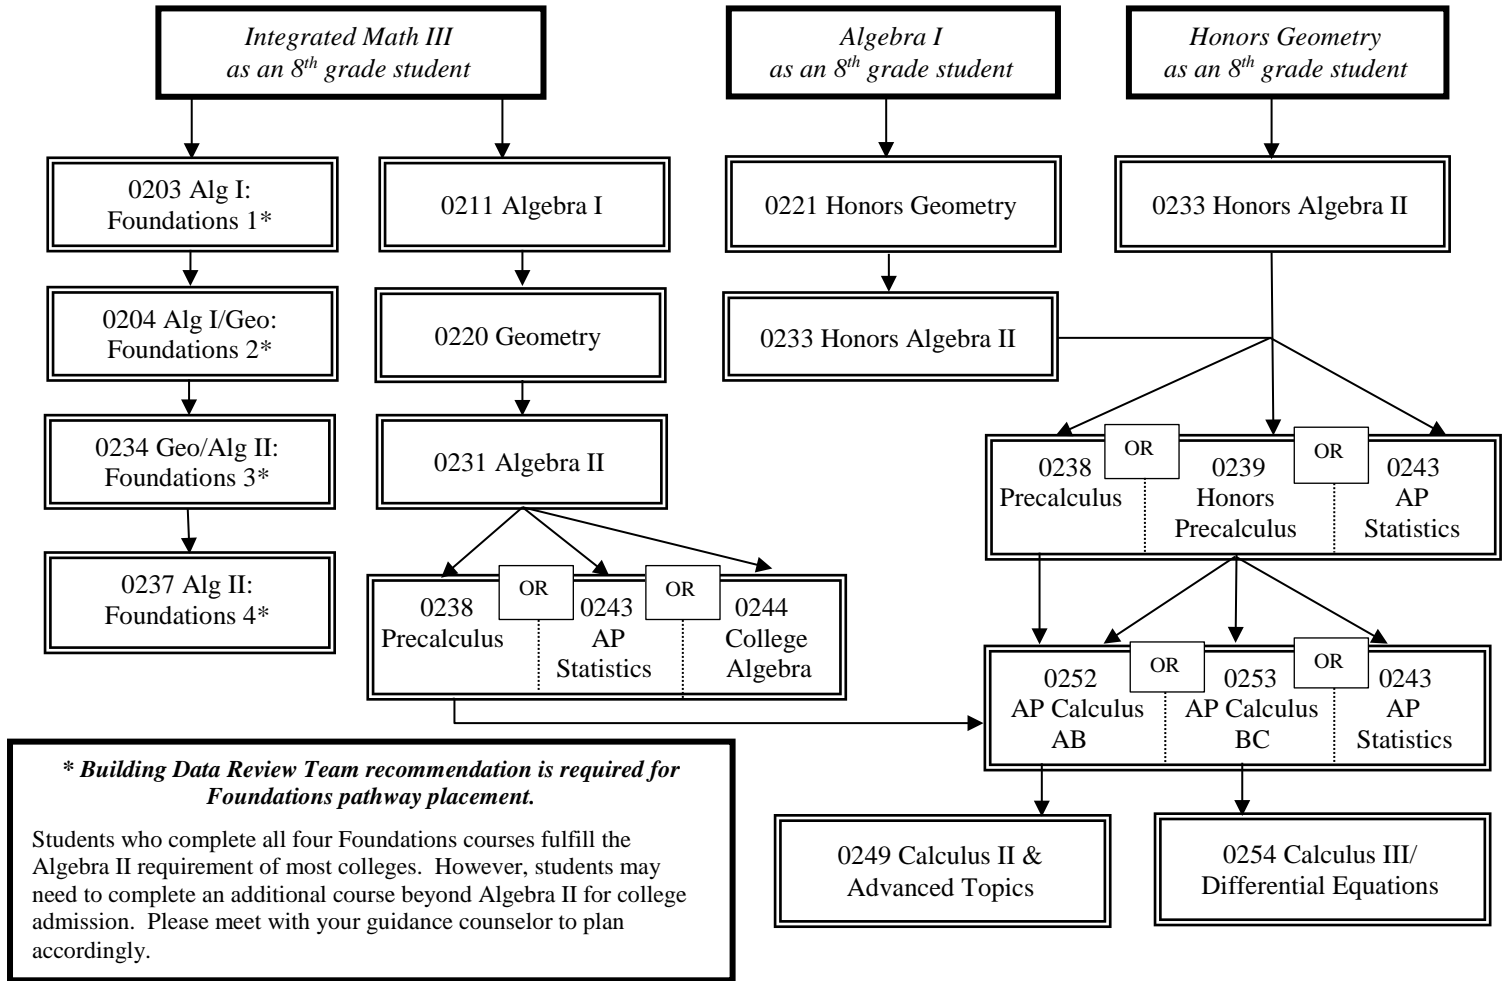 Integrated Math III
as an 8th grade student
Algebra I
as an 8th grade student
Honors Geometry
as an 8th grade student
0203 Alg I:
Foundations 1*
0211 Algebra I
0221 Honors Geometry
0233 Honors Algebra II
0204 Alg I/Geo:
Foundations 2*
0220 Geometry
0233 Honors Algebra II
0234 Geo/Alg II:
Foundations 3*
0231 Algebra II
0238
Precalculus
OR
0239
Honors
Precalculus
OR
0243
AP
Statistics
0237 Alg II:
Foundations 4*
0238
Precalculus
OR
0243
AP
Statistics
OR
0244
College
Algebra
0252
AP Calculus
AB
OR
0253
AP Calculus
BC
OR
0243
AP
Statistics
* Building Data Review Team recommendation is required for
Foundations pathway placement.
Students who complete all four Foundations courses fulfill the
Algebra II requirement of most colleges. However, students may
need to complete an additional course beyond Algebra II for college
admission. Please meet with your guidance counselor to plan
accordingly.
0249 Calculus II &
Advanced Topics
0254 Calculus III/
Differential Equations